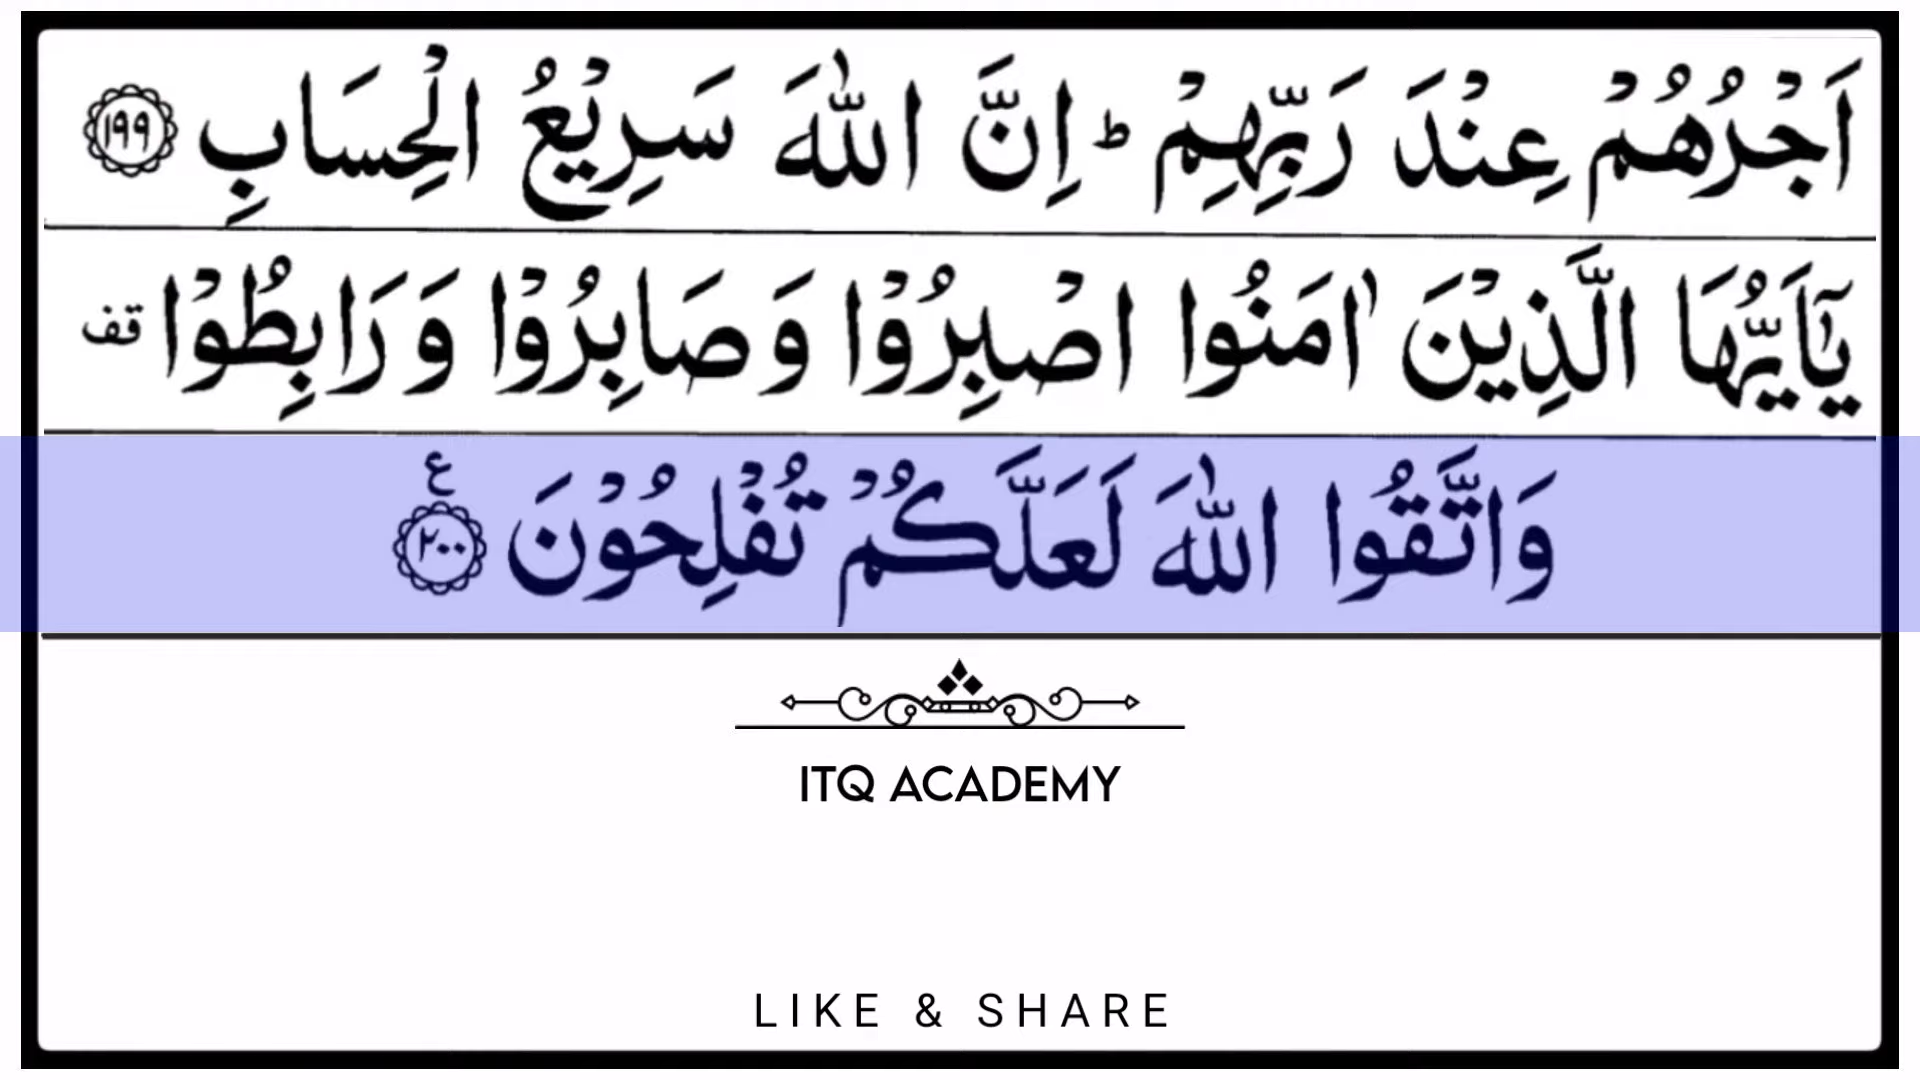 اَجْرُهُمْ عِنْدَ رَبِّهِمْ ؕ اِنَّ اللّٰهَ سَرِيْعُ الْحِسَابِ ١٩٩
يٰۤاَيُّهَا الَّذِيْنَ اٰمَنُوا اصْبِرُوْا وَ صَابِرُوْا وَ رَابِطُوْا قف
وَاتَّقُوا اللّٰهَ لَعَلَّكُمْ تُفْلِحُوْنَ ٢٠٠ ع
ITQ ACADEMY
LIKE & SHARE